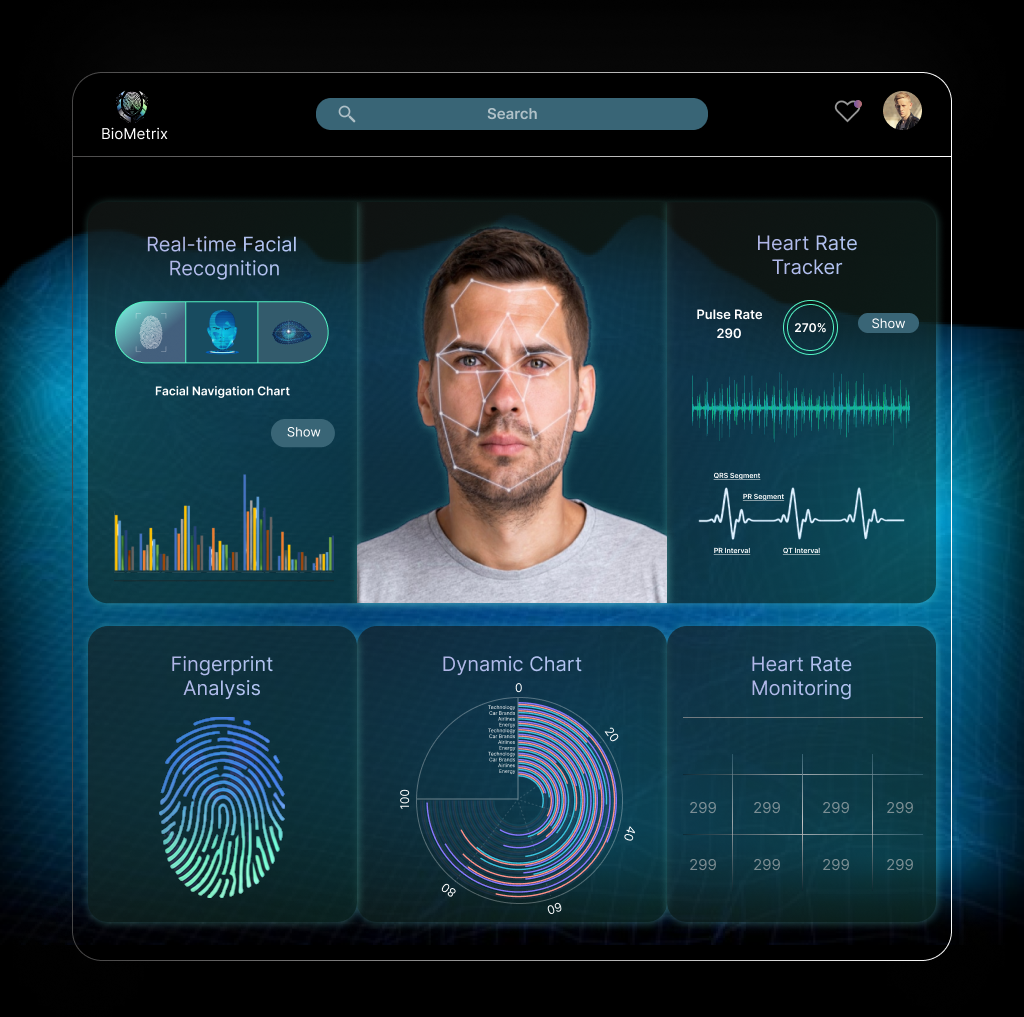 BioMetrix
Search
Real-time Facial
Recognition
Facial Navigation Chart
Show
Heart Rate
Tracker
Pulse Rate
290
270%
Show
QRS Segment
PR Segment
PR Interval
QT Interval
Fingerprint
Analysis
Dynamic Chart
0
20
40
60
80
100
Technology
Car Brands
Airlines
Energy
Technology
Car Brands
Airlines
Energy
Technology
Car Brands
Airlines
Energy
Heart Rate
Monitoring
299 299 299 299
299 299 299 299